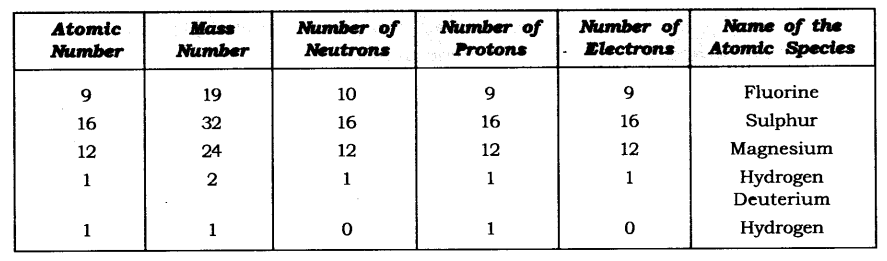 Atomic Number | Mass Number | Number of Neutrons | Number of Protons | Number of Electrons | Name of the Atomic Species
9 | 19 | 10 | 9 | 9 | Fluorine
16 | 32 | 16 | 16 | 16 | Sulphur
12 | 24 | 12 | 12 | 12 | Magnesium
1 | 2 | 1 | 1 | 1 | Hydrogen Deuterium
1 | 1 | 0 | 1 | 0 | Hydrogen